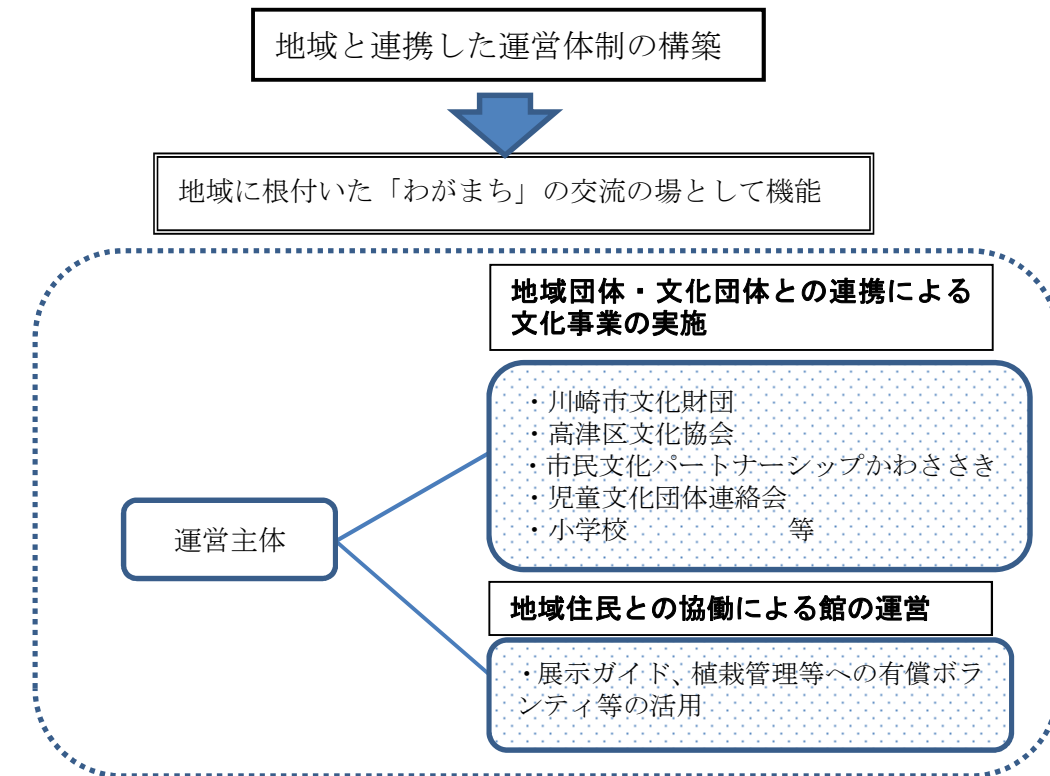 地域と連携した運営体制の構築
地域に根付いた「わがまち」の交流の場として機能
地域団体・文化団体との連携による
文化事業の実施
・川崎市文化財団
・高津区文化協会
・市民文化パートナーシップかわささき
・児童文化団体連絡会
・小学校　　　　　　等
運営主体
地域住民との協働による館の運営
・展示ガイド、植栽管理等への有償ボラ
ンティ等の活用